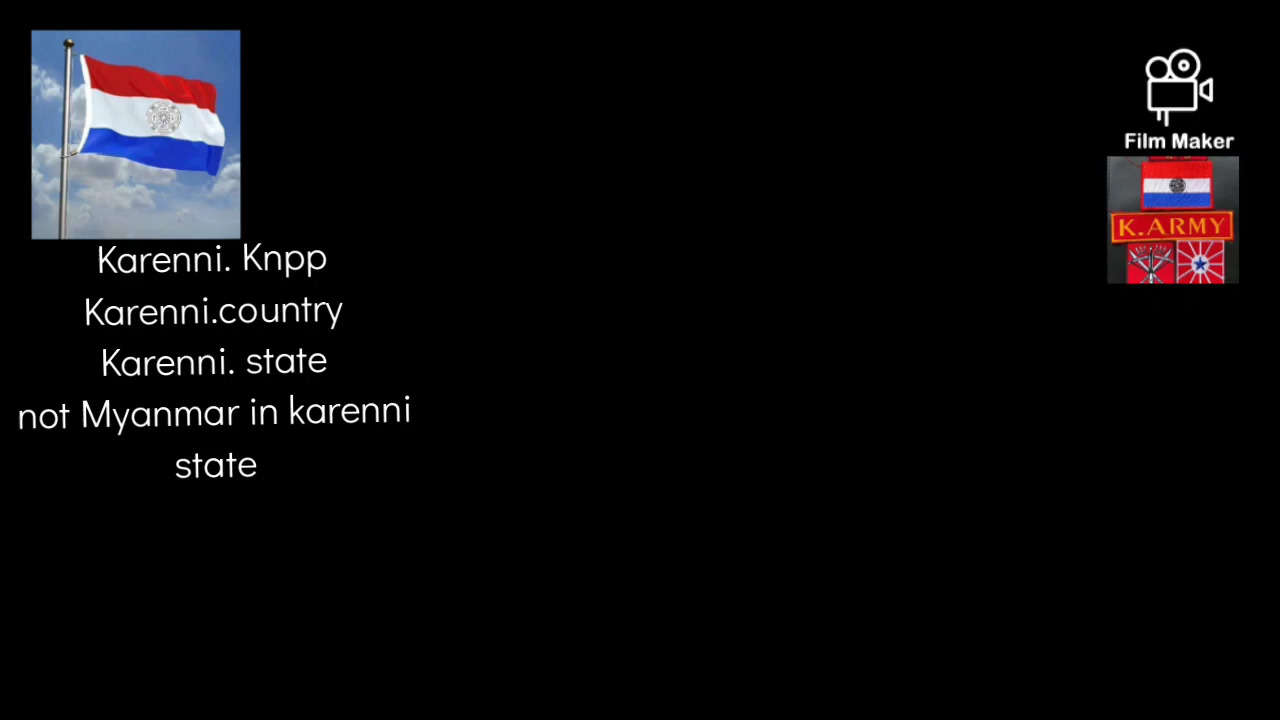 Karenni. Knpp
Karenni.country
Karenni. state
not Myanmar in karenni
state
Film Maker
K.ARMY